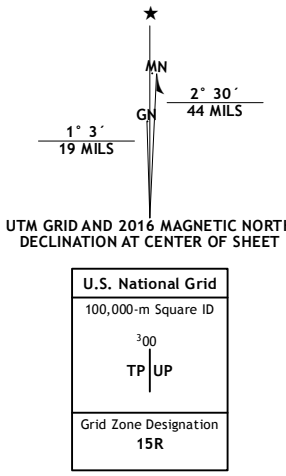 ★
MN
GN
2° 30´
44 MILS
1° 3´
19 MILS
UTM GRID AND 2016 MAGNETIC NORTH
DECLINATION AT CENTER OF SHEET
U.S. National Grid
100,000-m Square ID
³00
TP UP
Grid Zone Designation
15R